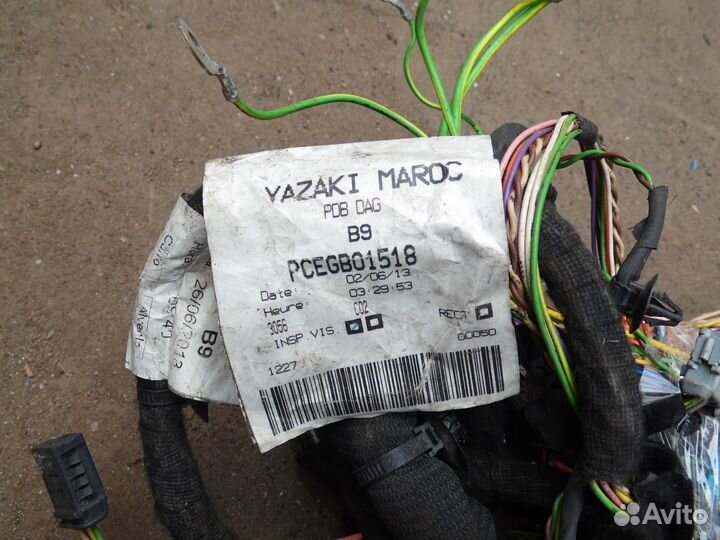 YAZAKI MAROC
PDB DAG
B9
PCEGB01518
Date: 02/06/13
Heure: 03:29:53
3056 C02
INSP.VIS. RECT
G0050
1227
26/06/2013
B9
Avito